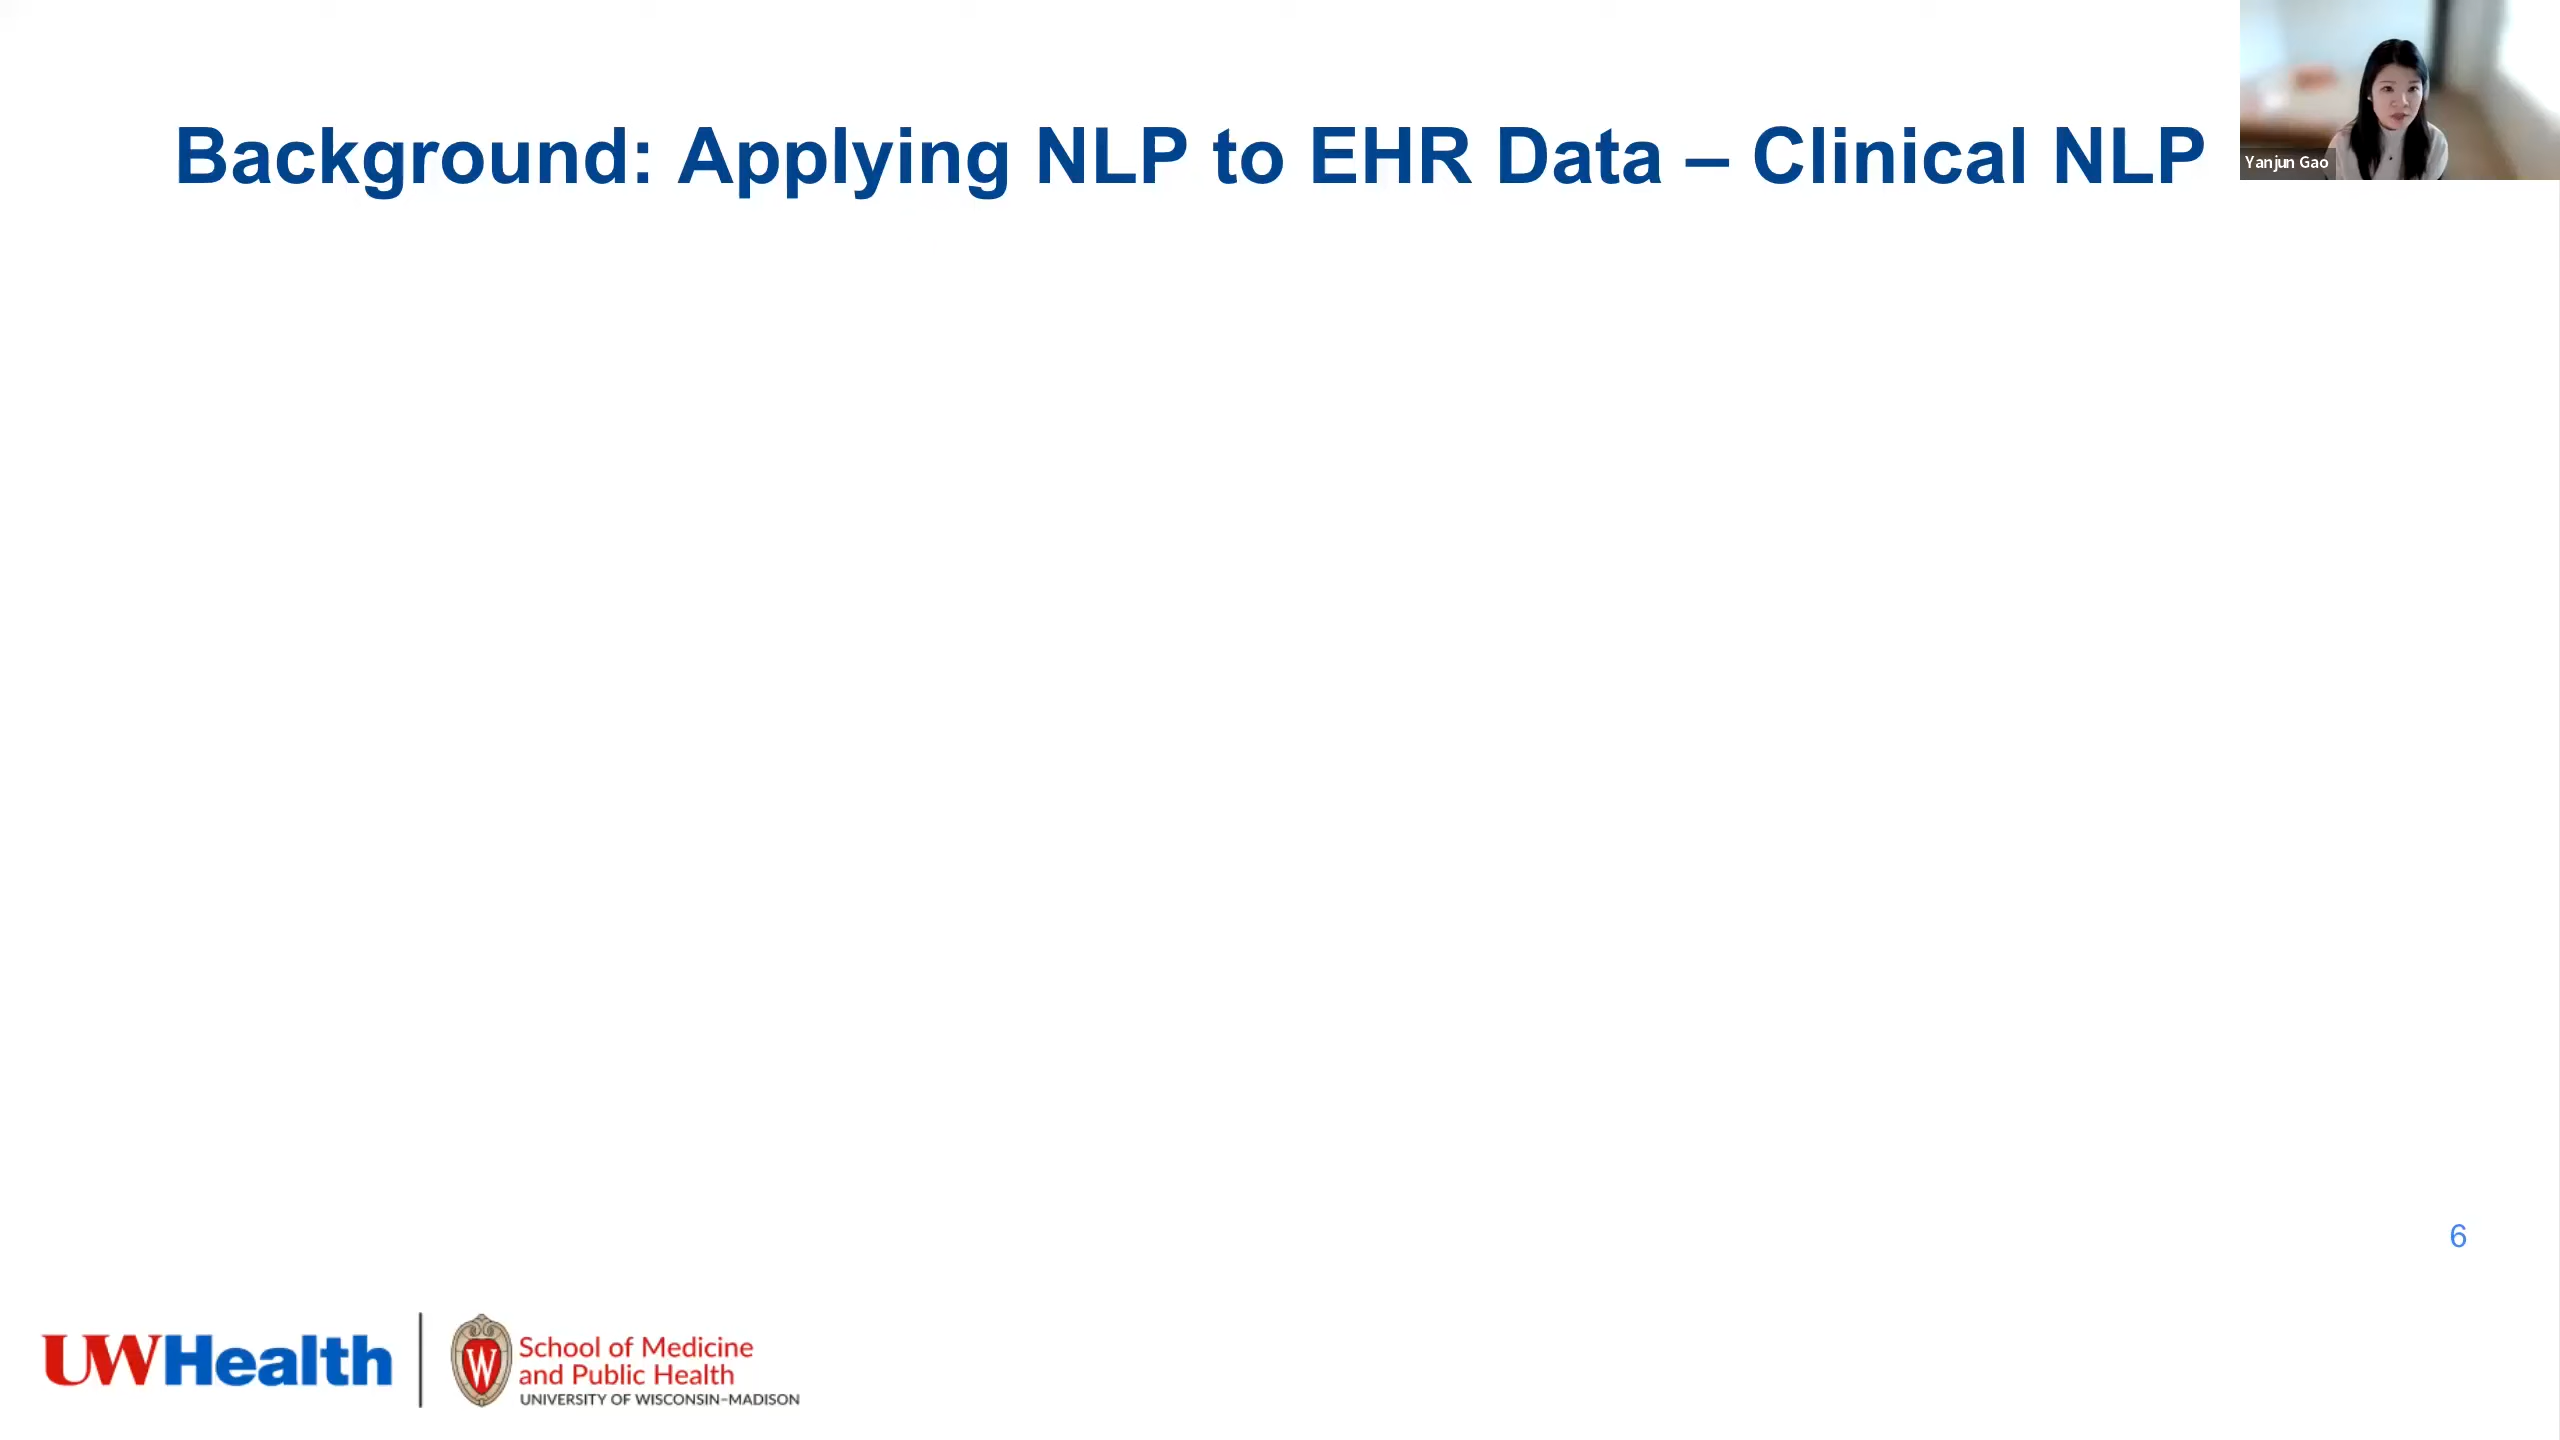 Background: Applying NLP to EHR Data – Clinical NLP
Yanjun Gao
6
UWHealth
W
School of Medicine
and Public Health
UNIVERSITY OF WISCONSIN–MADISON